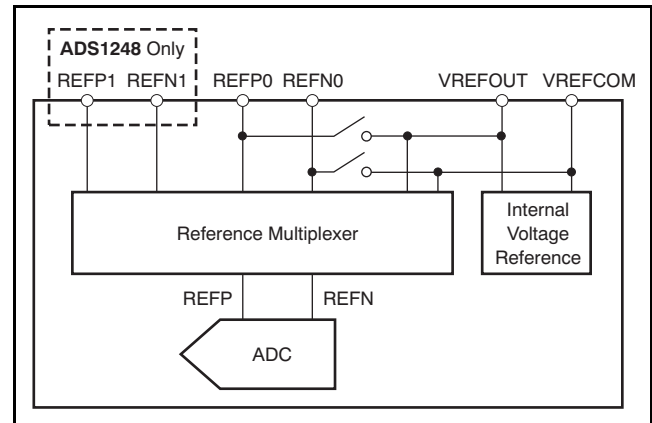 ADS1248 Only
REFP1 REFN1 REFP0 REFN0 VREFOUT VREFCOM
Reference Multiplexer
Internal
Voltage
Reference
REFP REFN
ADC